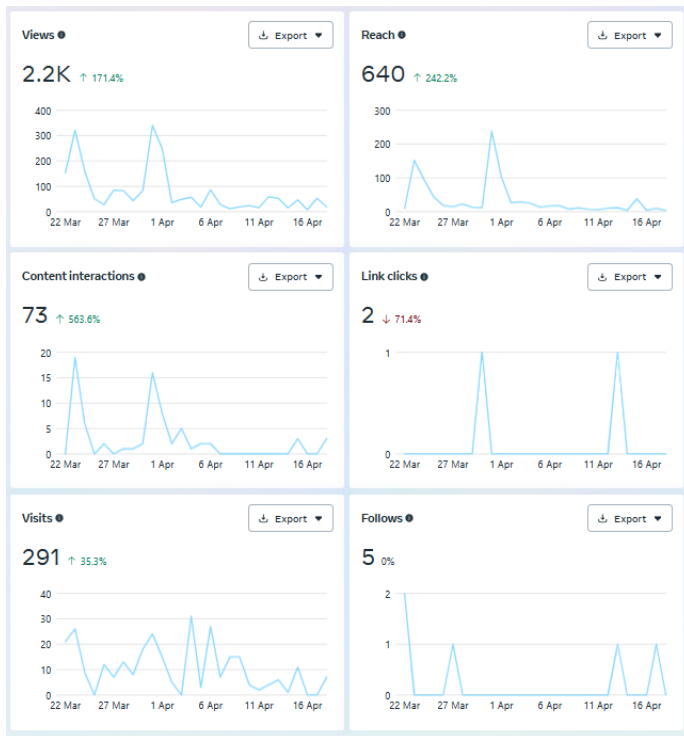 Views
Export
2.2K ↑ 171.4%
400
300
200
100
0
22 Mar 27 Mar 1 Apr 6 Apr 11 Apr 16 Apr
Reach
Export
640 ↑ 242.2%
300
200
100
0
22 Mar 27 Mar 1 Apr 6 Apr 11 Apr 16 Apr
Content interactions
Export
73 ↑ 563.6%
20
15
10
5
0
22 Mar 27 Mar 1 Apr 6 Apr 11 Apr 16 Apr
Link clicks
Export
2 ↓ 71.4%
1
0
22 Mar 27 Mar 1 Apr 6 Apr 11 Apr 16 Apr
Visits
Export
291 ↑ 35.3%
40
30
20
10
0
22 Mar 27 Mar 1 Apr 6 Apr 11 Apr 16 Apr
Follows
Export
5 0%
2
1
0
22 Mar 27 Mar 1 Apr 6 Apr 11 Apr 16 Apr